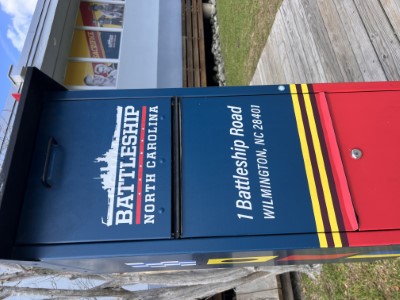 BATTLESHIP
NORTH CAROLINA
1 Battleship Road
WILMINGTON, NC 28401